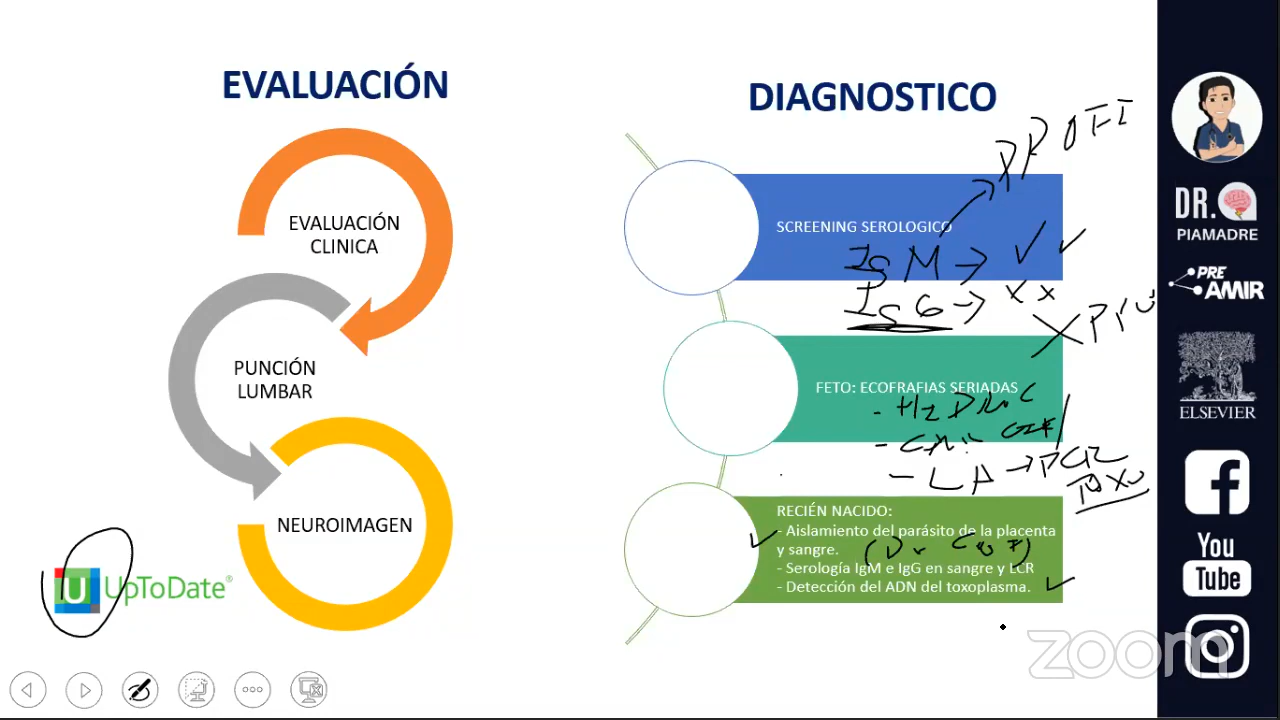 EVALUACIÓN
EVALUACIÓN
CLINICA
PUNCIÓN
LUMBAR
NEUROIMAGEN
UpToDate®
DIAGNOSTICO
PROFI
SCREENING SEROLOGICO
IgM → ✓ ✓
IgG → x x
FETO: ECOFRAFIAS SERIADAS
- LA → PCR
TOXO
RECIÉN NACIDO:
- Aislamiento del parásito de la placenta
y sangre.
- Serología IgM e IgG en sangre y LCR
- Detección del ADN del toxoplasma.
DR.
PIAMADRE
PRE
AMIR
ELSEVIER
You
Tube
zoom